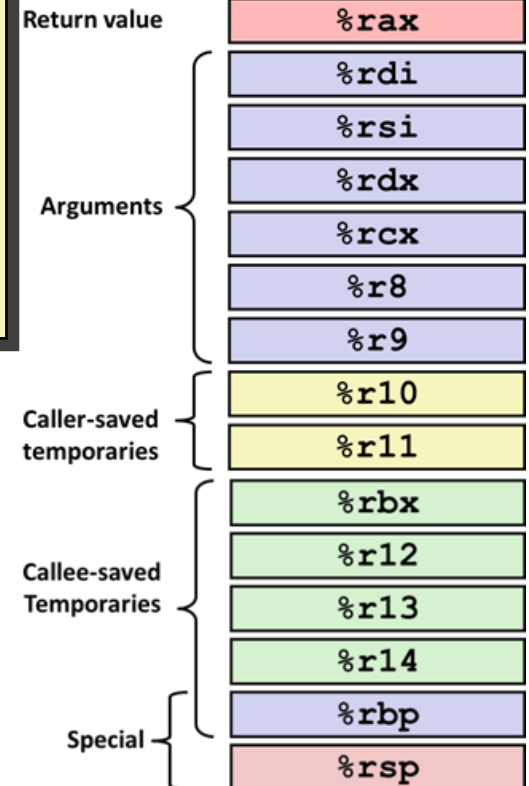 Return value %rax
%rdi
%rsi
%rdx
Arguments
%rcx
%r8
%r9
%r10
Caller-saved
temporaries
%r11
%rbx
%r12
Callee-saved
Temporaries
%r13
%r14
%rbp
Special
%rsp